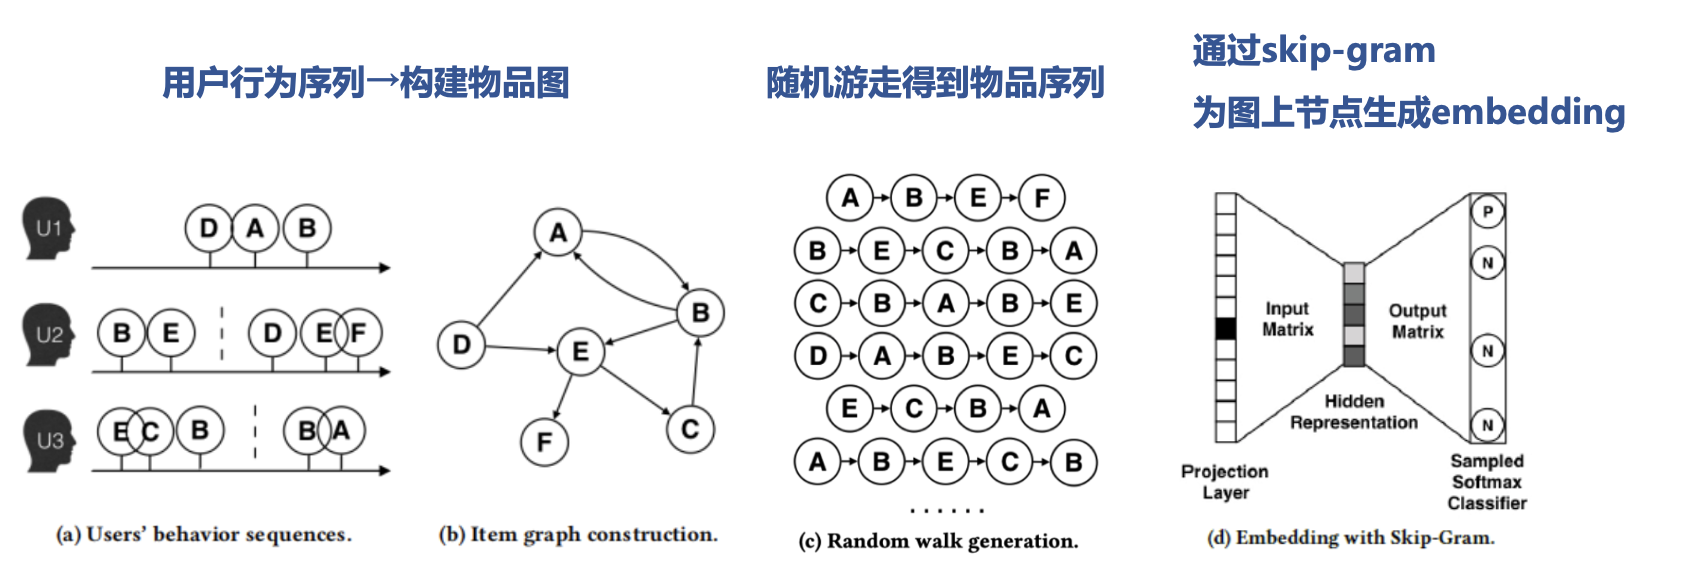 用户行为序列→构建物品图
随机游走得到物品序列
通过skip-gram
为图上节点生成embedding
U1
D A B
U2
B E D E F
U3
E C B B A
(a) Users’ behavior sequences.
A
B
D
E
F
C
(b) Item graph construction.
A B E F
B E C B A
C B A B E
D A B E C
E C B A
A B E C B
......
(c) Random walk generation.
P
N
N
N
Input
Matrix
Output
Matrix
Hidden
Representation
Projection
Layer
Sampled
Softmax
Classifier
(d) Embedding with Skip-Gram.